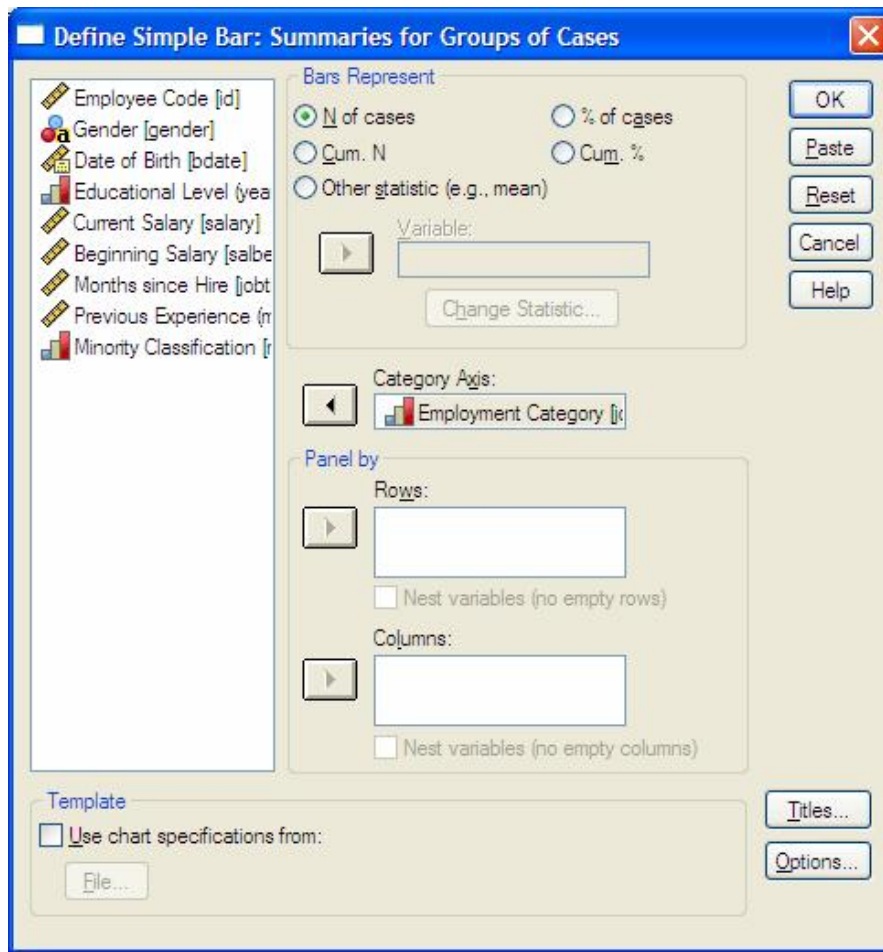 Define Simple Bar: Summaries for Groups of Cases
Employee Code [id]
Gender [gender]
Date of Birth [bdate]
Educational Level (yea
Current Salary [salary]
Beginning Salary [salbe
Months since Hire [jobt
Previous Experience (m
Minority Classification [r
Bars Represent
N of cases
% of cases
Cum. N
Cum. %
Other statistic (e.g., mean)
Variable:
Change Statistic...
Category Axis:
Employment Category [jo
Panel by
Rows:
Nest variables (no empty rows)
Columns:
Nest variables (no empty columns)
OK
Paste
Reset
Cancel
Help
Template
Use chart specifications from:
File...
Titles...
Options...